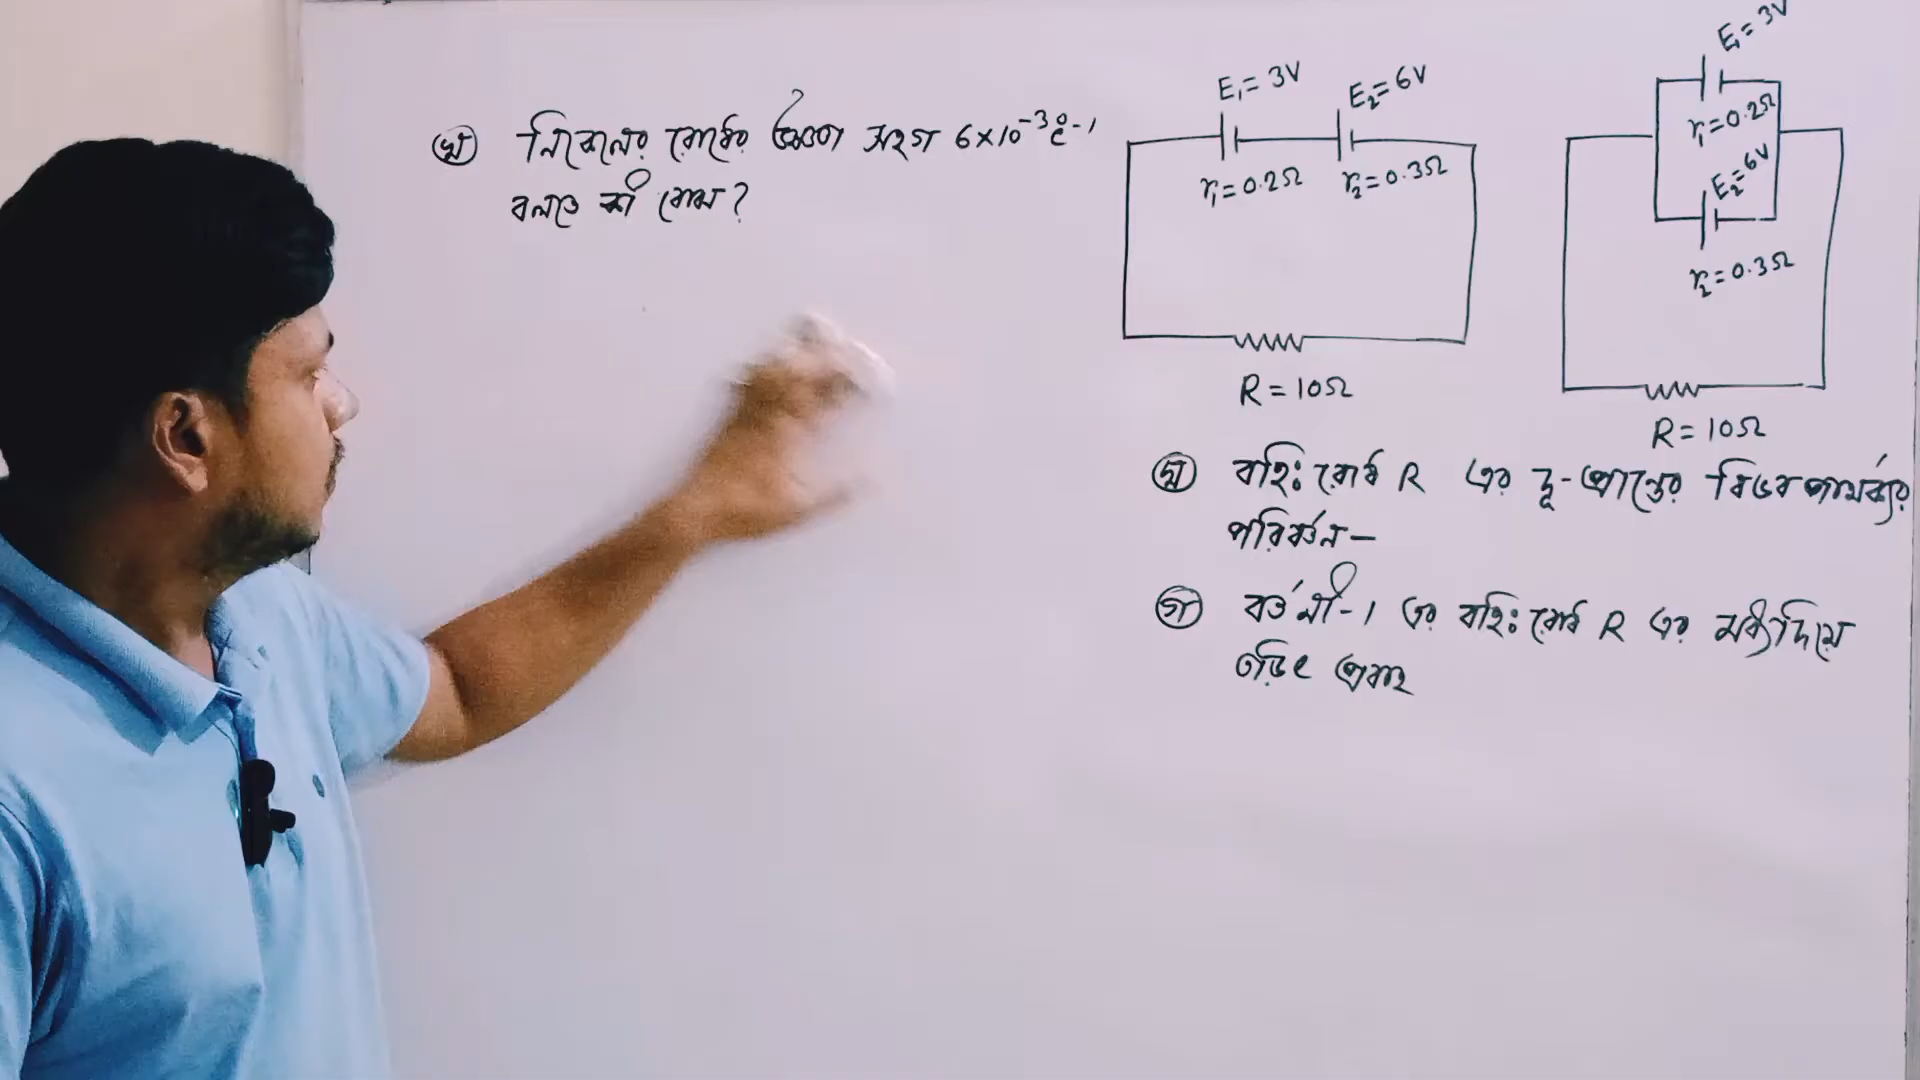 খ নিকেলের রোধের উষ্ণতা সহগ 6×10⁻³ °C⁻¹
বলতে কী বোঝ?
E₁= 3V
E₂= 6V
r₁= 0.2Ω
r₂= 0.3Ω
R = 10Ω
E₁= 3V
r₁= 0.2Ω
E₂= 6V
r₂= 0.3Ω
R = 10Ω
ঘ বহিঃরোধ R এর দু-প্রান্তের বিভব পার্থক্যের
পরিবর্তন—
গ বর্তনী-1 এর বহিঃরোধ R এর মধ্যদিয়ে
তড়িৎ প্রবাহ